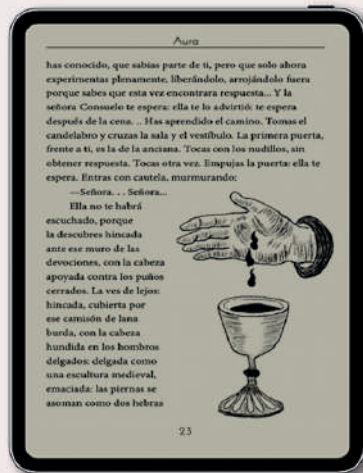 Aura
has conocido, que sabías parte de ti, pero que solo ahora
experimentas plenamente, liberándolo, arrojándolo fuera
porque sabes que esta vez encontrara respuesta... Y la
señora Consuelo te espera: ella te lo advirtió: te espera
después de la cena. .. Has aprendido el camino. Tomas el
candelabro y cruzas la sala y el vestíbulo. La primera puerta,
frente a ti, es la de la anciana. Tocas con los nudillos, sin
obtener respuesta. Tocas otra vez. Empujas la puerta: ella te
espera. Entras con cautela, murmurando:
—Señora. . . Señora...
Ella no te habrá
escuchado, porque
la descubres hincada
ante ese muro de las
devociones, con la cabeza
apoyada contra los puños
cerrados. La ves de lejos:
hincada, cubierta por
ese camisón de lana
burda, con la cabeza
hundida en los hombros
delgados: delgada como
una escultura medieval,
emaciada: las piernas se
asoman como dos hebras
23